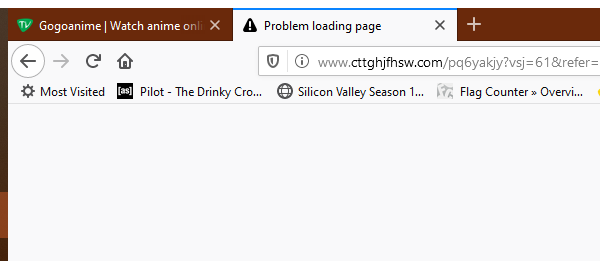 Gogoanime | Watch anime onli
Problem loading page
www.cttghjfhsw.com/pq6yakjy?vsj=61&refer=
Most Visited
[as] Pilot - The Drinky Cro...
Silicon Valley Season 1...
Flag Counter » Overvi...